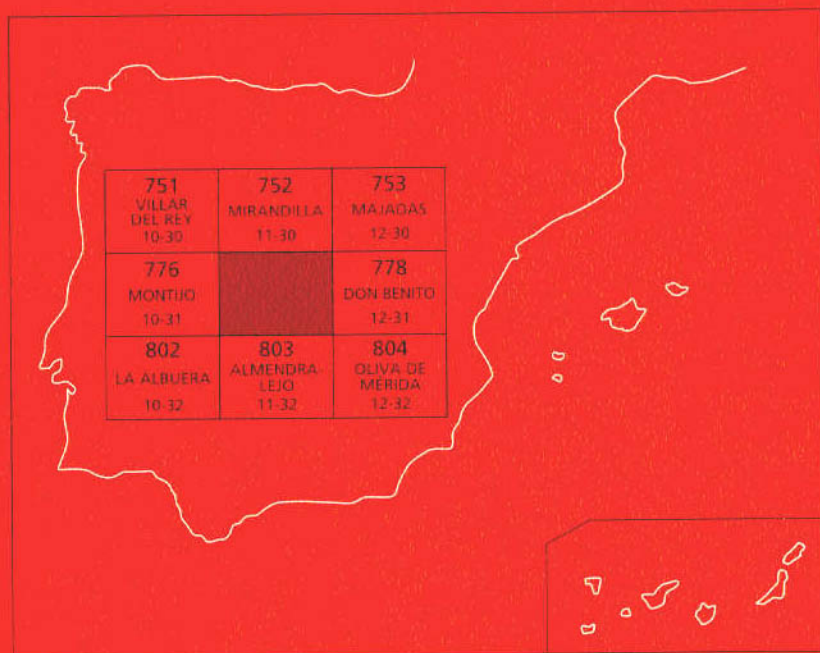 751
VILLAR
DEL REY
10-30
752
MIRANDILLA
11-30
753
MAJADAS
12-30
776
MONTIJO
10-31
778
DON BENITO
12-31
802
LA ALBUERA
10-32
803
ALMENDRA-
LEJO
11-32
804
OLIVA DE
MERIDA
12-32